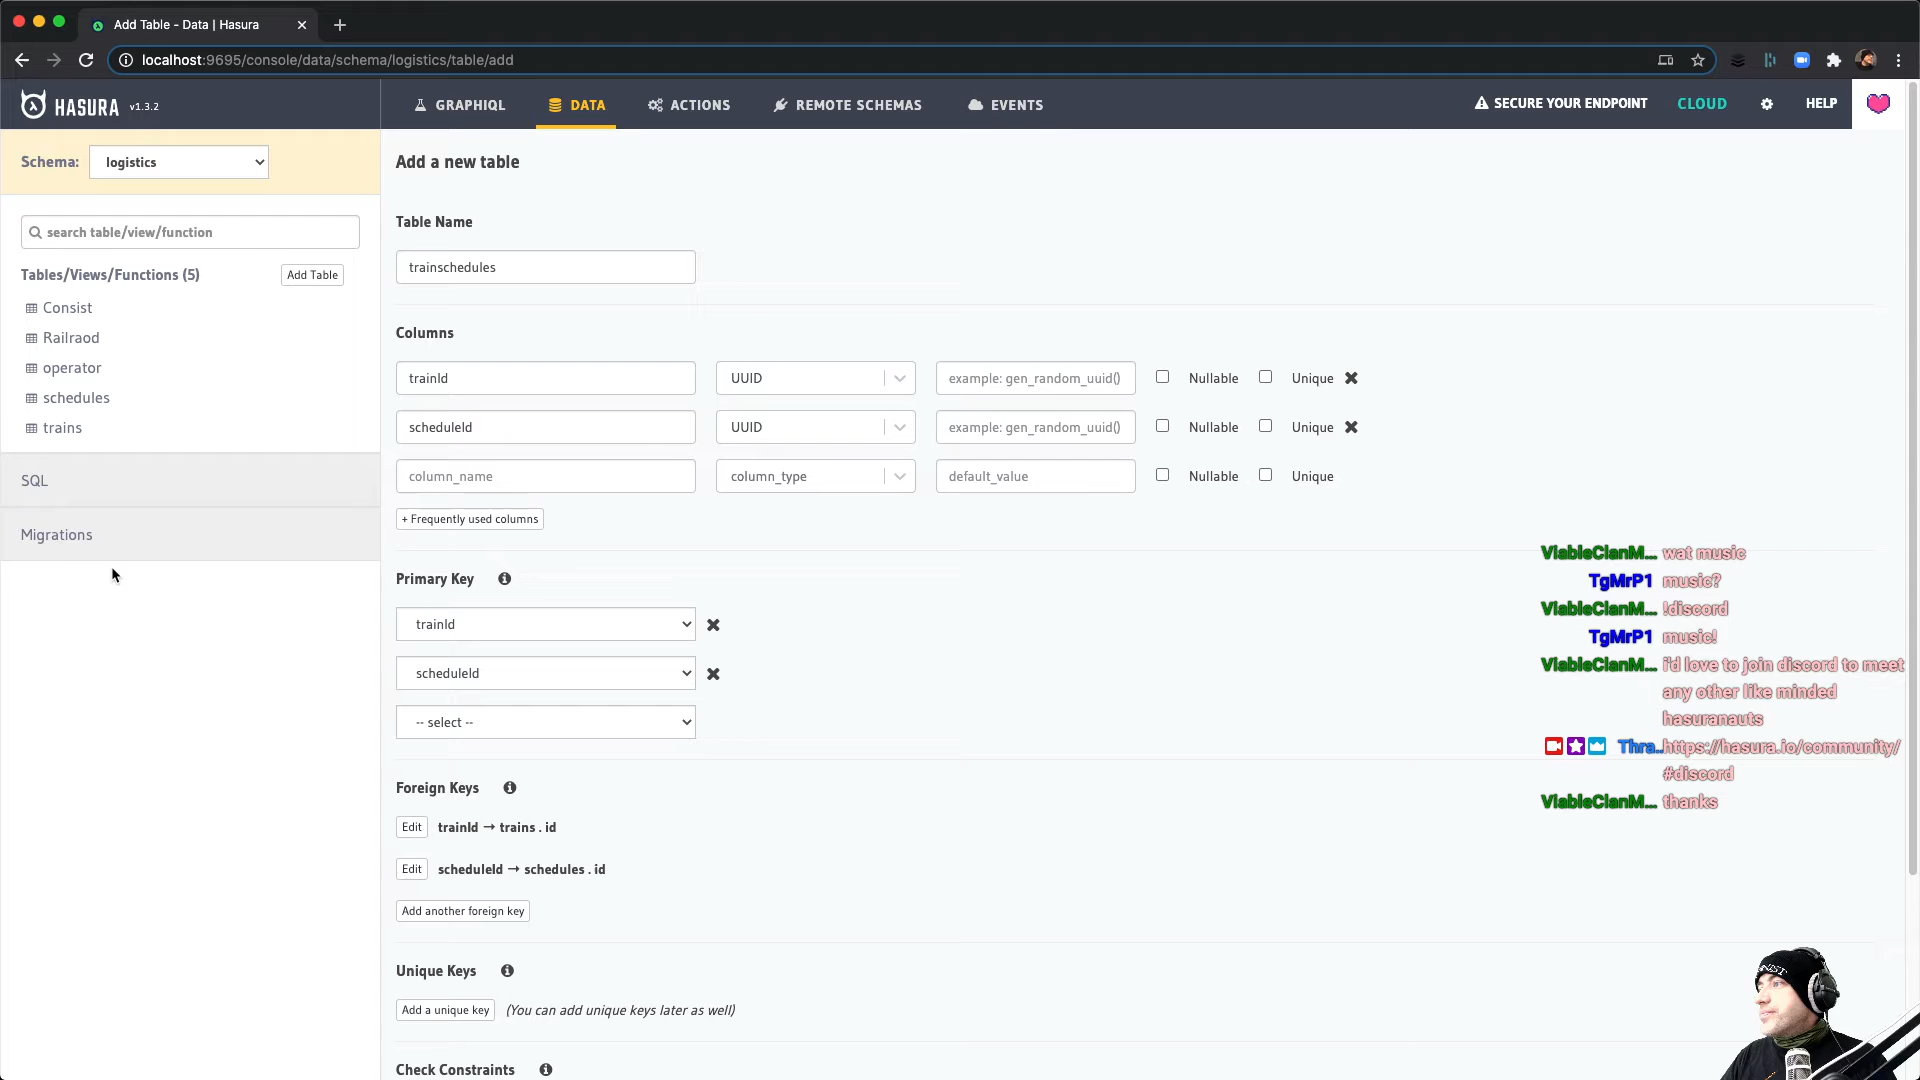 Add Table - Data | Hasura
localhost:9695/console/data/schema/logistics/table/add
HASURA v1.3.2
GRAPHIQL
DATA
ACTIONS
REMOTE SCHEMAS
EVENTS
SECURE YOUR ENDPOINT
CLOUD
HELP
Schema: logistics
search table/view/function
Tables/Views/Functions (5) Add Table
Consist
Railraod
operator
schedules
trains
SQL
Migrations
Add a new table
Table Name
trainschedules
Columns
trainId UUID example: gen_random_uuid() Nullable Unique
scheduleId UUID example: gen_random_uuid() Nullable Unique
column_name column_type default_value Nullable Unique
+ Frequently used columns
Primary Key
trainId
scheduleId
-- select --
Foreign Keys
Edit trainId → trains . id
Edit scheduleId → schedules . id
Add another foreign key
Unique Keys
Add a unique key (You can add unique keys later as well)
Check Constraints
ViableClanM... wat music
TgMrP1 music?
ViableClanM... !discord
TgMrP1 music!
ViableClanM... i'd love to join discord to meet
any other like minded
hasuranauts
Thra... https://hasura.io/community/
#discord
ViableClanM... thanks